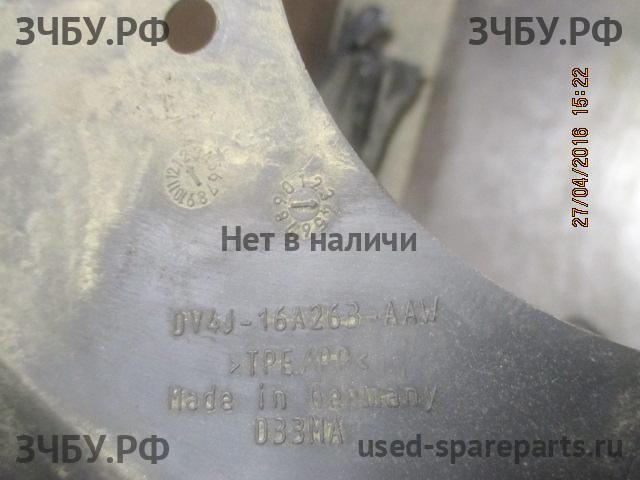 ЗЧБУ.РФ ЗЧБУ.РФ
27/04/2016 15:22
Нет в наличи
DV4J-16A263-AAW
>TPE/PP<
Made in Germany
D33MA
ЗЧБУ.РФ used-spareparts.ru